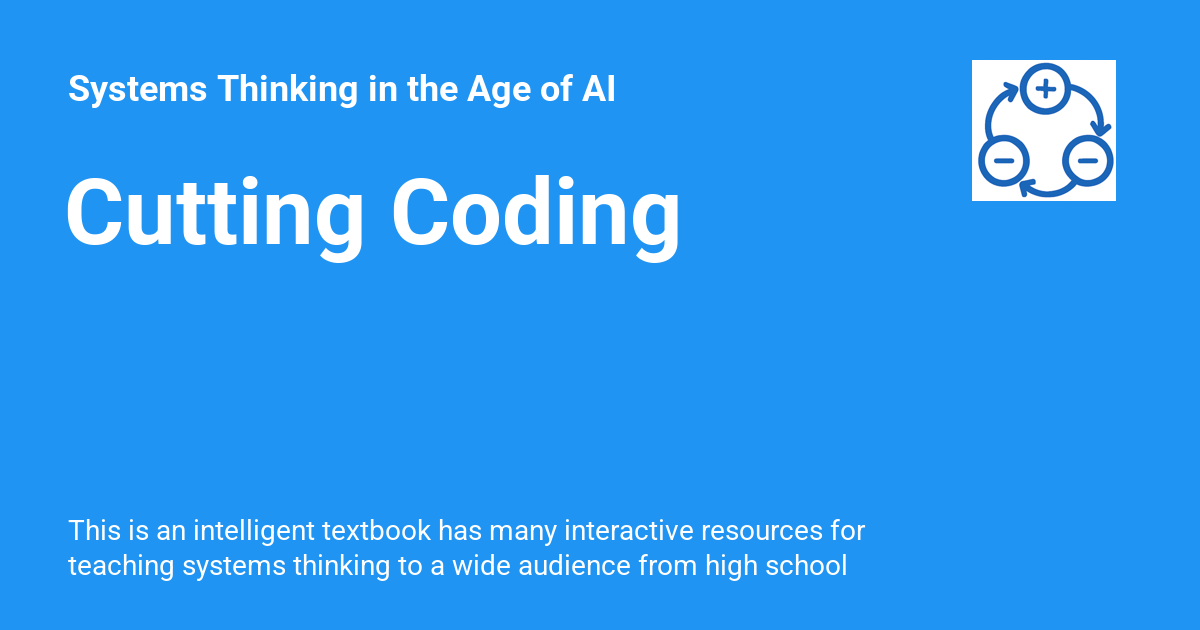 Systems Thinking in the Age of AI
Cutting Coding
This is an intelligent textbook has many interactive resources for
teaching systems thinking to a wide audience from high school